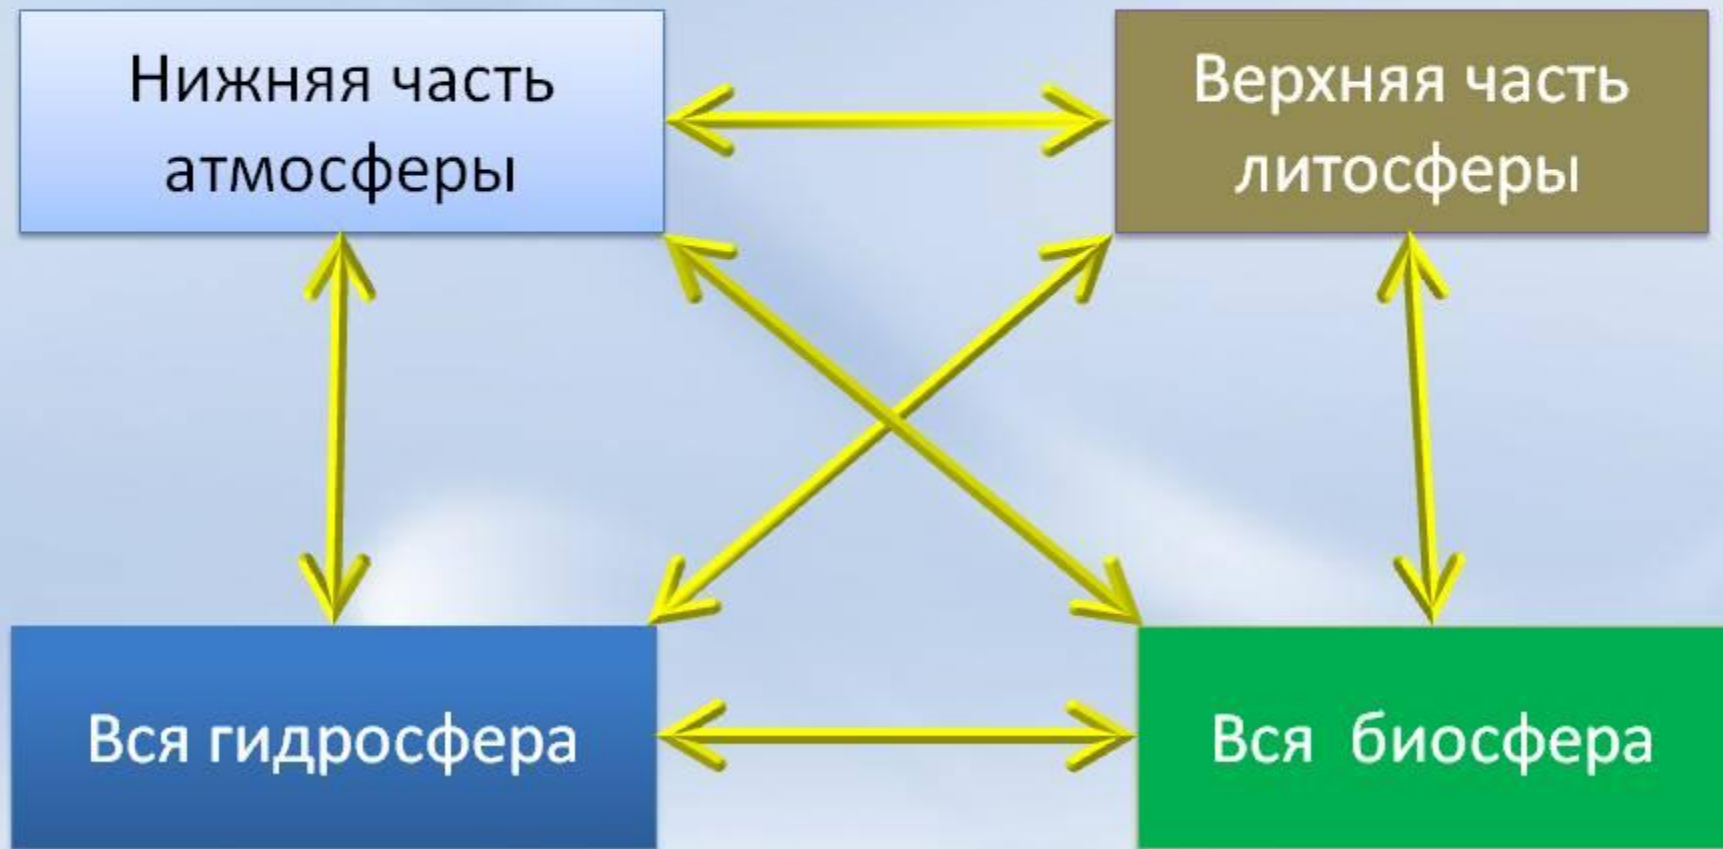 Нижняя часть
атмосферы
Верхняя часть
литосферы
Вся гидросфера
Вся биосфера